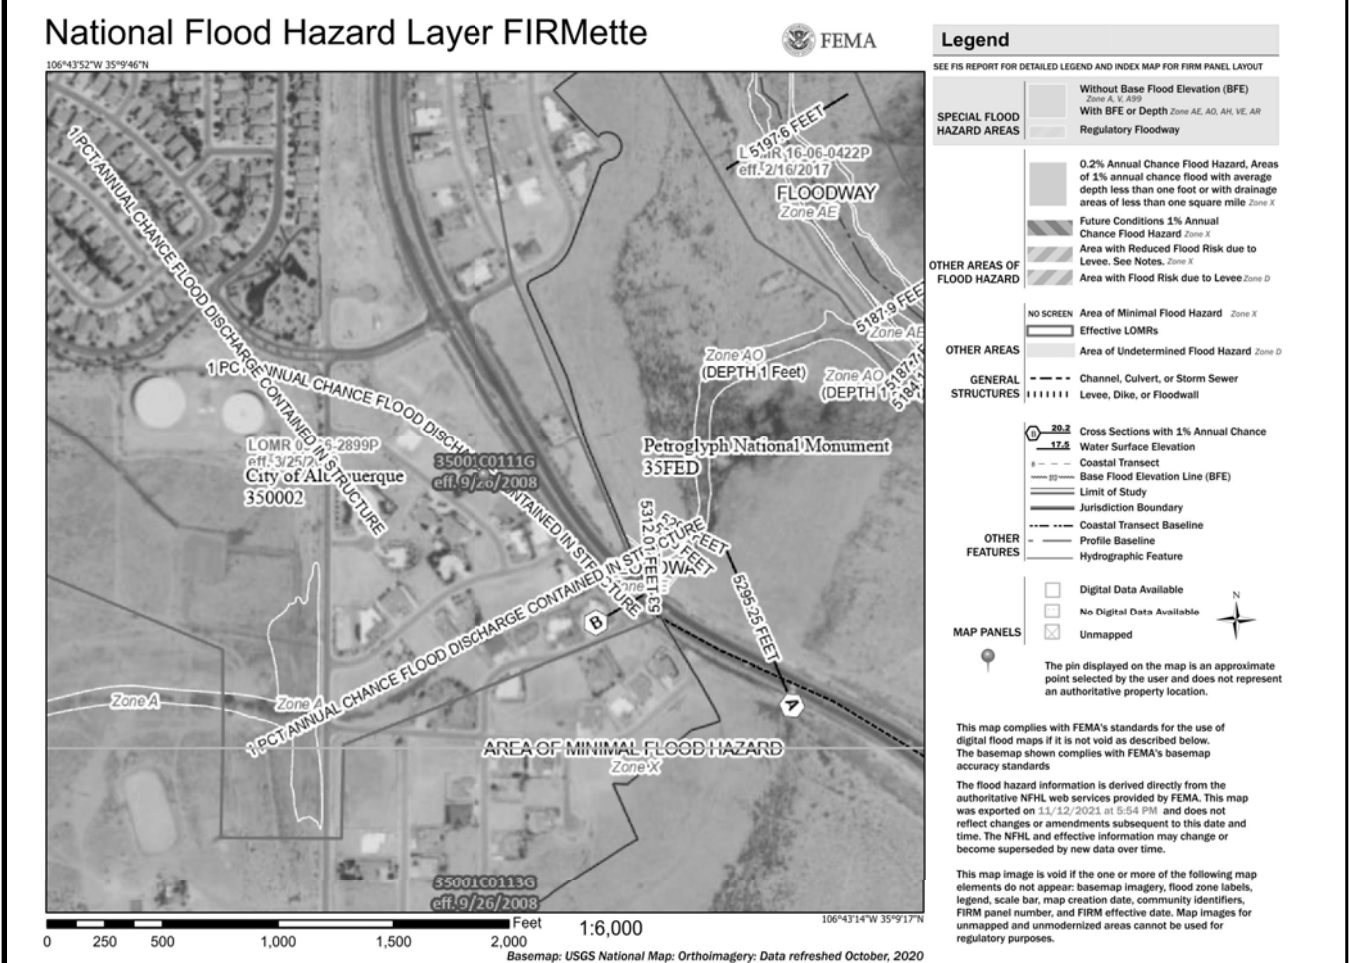 National Flood Hazard Layer FIRMette
FEMA
106°43'52"W 35°9'46"N
1 PCT ANNUAL CHANCE FLOOD DISCHARGE CONTAINED IN STRUCTURE
5197.6 FEET
16-06-0422P
eff. 2/16/2017
FLOODWAY
Zone AE
5187.9 FEE
Zone AE
Zone AO
(DEPTH 1 Feet)
Zone AO
(DEPTH 1
ANNUAL CHANCE FLOOD
CONTAINED IN STRUCTURE
LOMR
-2899P
eff. 3/25/2
City of Albuquerque
350002
35001C0111G
eff. 9/26/2008
Petroglyph National Monument
35FED
5312.01 FEET
FEET
FEET
5295.25 FEET
B
A
1 PCT ANNUAL CHANCE FLOOD DISCHARGE CONTAINED IN STRUCTURE
Zone A
Zone A
AREA OF MINIMAL FLOOD HAZARD
Zone X
35001C0113G
eff. 9/26/2008
106°43'14"W 35°9'17"N
Feet
1:6,000
0 250 500 1,000 1,500 2,000
Basemap: USGS National Map: Orthoimagery: Data refreshed October, 2020
Legend
SEE FIS REPORT FOR DETAILED LEGEND AND INDEX MAP FOR FIRM PANEL LAYOUT
SPECIAL FLOOD
HAZARD AREAS
Without Base Flood Elevation (BFE)
Zone A, V, A99
With BFE or Depth Zone AE, AO, AH, VE, AR
Regulatory Floodway
OTHER AREAS OF
FLOOD HAZARD
0.2% Annual Chance Flood Hazard, Areas
of 1% annual chance flood with average
depth less than one foot or with drainage
areas of less than one square mile Zone X
Future Conditions 1% Annual
Chance Flood Hazard Zone X
Area with Reduced Flood Risk due to
Levee. See Notes. Zone X
Area with Flood Risk due to Levee Zone D
OTHER AREAS
NO SCREEN Area of Minimal Flood Hazard Zone X
Effective LOMRs
Area of Undetermined Flood Hazard Zone D
GENERAL
STRUCTURES
Channel, Culvert, or Storm Sewer
Levee, Dike, or Floodwall
OTHER
FEATURES
B 20.2 Cross Sections with 1% Annual Chance
17.5 Water Surface Elevation
Coastal Transect
Base Flood Elevation Line (BFE)
Limit of Study
Jurisdiction Boundary
Coastal Transect Baseline
Profile Baseline
Hydrographic Feature
MAP PANELS
Digital Data Available
No Digital Data Available
Unmapped
N
The pin displayed on the map is an approximate
point selected by the user and does not represent
an authoritative property location.
This map complies with FEMA's standards for the use of
digital flood maps if it is not void as described below.
The basemap shown complies with FEMA's basemap
accuracy standards
The flood hazard information is derived directly from the
authoritative NFHL web services provided by FEMA. This map
was exported on 11/12/2021 at 5:54 PM and does not
reflect changes or amendments subsequent to this date and
time. The NFHL and effective information may change or
become superseded by new data over time.
This map image is void if the one or more of the following map
elements do not appear: basemap imagery, flood zone labels,
legend, scale bar, map creation date, community identifiers,
FIRM panel number, and FIRM effective date. Map images for
unmapped and unmodernized areas cannot be used for
regulatory purposes.